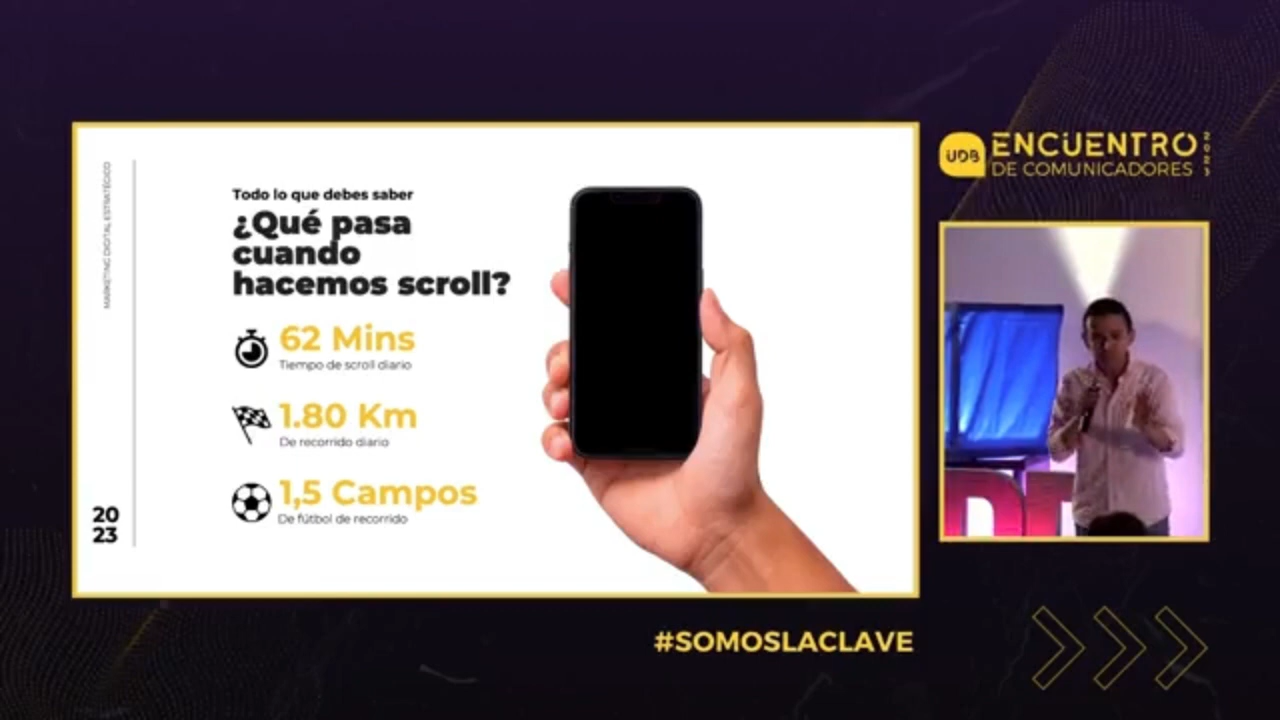 MARKETING DIGITAL ESTRATÉGICO
Todo lo que debes saber
¿Qué pasa
cuando
hacemos scroll?
62 Mins
Tiempo de scroll diario
1.80 Km
De recorrido diario
1,5 Campos
De fútbol de recorrido
20
23
UDB
ENCUENTRO
DE COMUNICADORES
#SOMOSLACLAVE